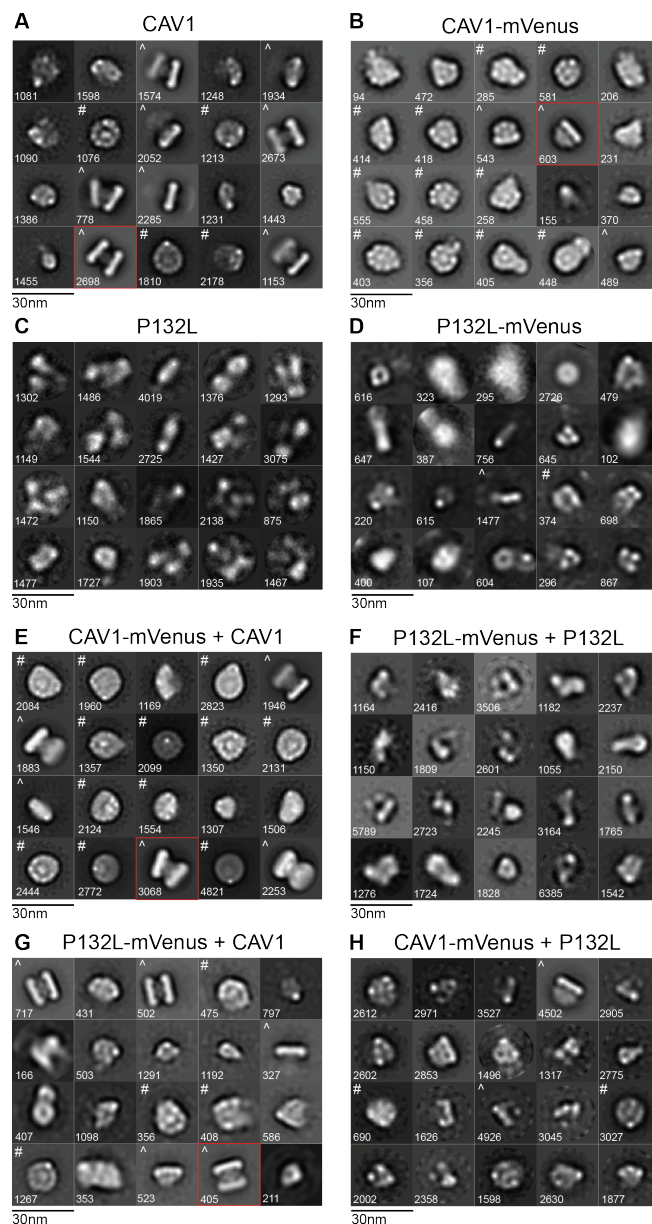 A CAV1
^ ^
1081 1598 1574 1248 1934
# ^ # ^
1090 1076 2052 1213 2673
^ ^
1386 778 2285 1231 1443
^ # # ^
1455 2698 1810 2178 1153
30nm
B CAV1-mVenus
# #
94 472 285 581 206
# # ^ ^
414 418 543 603 231
# # #
555 458 258 155 370
# # # # ^
403 356 405 448 489
30nm
C P132L
1302 1486 4019 1376 1293
1149 1544 2725 1427 3075
1472 1150 1865 2138 875
1477 1727 1903 1935 1467
30nm
D P132L-mVenus
616 323 295 2726 479
647 387 756 645 102
^ #
220 615 1477 374 698
400 107 604 296 867
30nm
E CAV1-mVenus + CAV1
# # # ^
2084 1960 1169 2823 1946
^ # # # #
1883 1357 2099 1350 2131
^ # #
1546 2124 1554 1307 1506
# # ^ # ^
2444 2772 3068 4821 2253
30nm
F P132L-mVenus + P132L
1164 2416 3506 1182 2237
1150 1809 2601 1055 2150
5789 2723 2245 3164 1765
1276 1724 1828 6385 1542
30nm
G P132L-mVenus + CAV1
^ ^ #
717 431 502 475 797
^
166 503 1291 1192 327
# #
407 1098 356 408 586
# ^ ^
1267 353 523 405 211
30nm
H CAV1-mVenus + P132L
^
2612 2971 3527 4502 2905
2602 2853 1496 1317 2775
# ^ #
690 1626 4926 3045 3027
2002 2358 1598 2630 1877
30nm